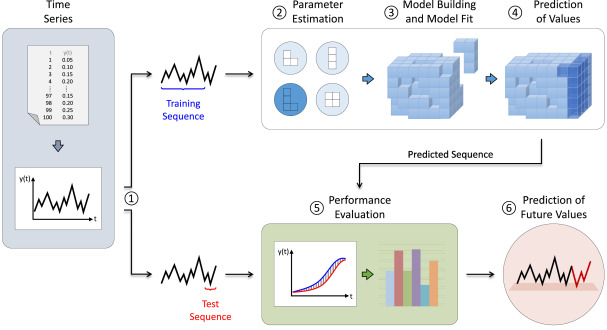 Time
Series
t y(t)
1 0.05
2 0.10
3 0.15
4 0.20
⋮ ⋮
97 0.15
98 0.20
99 0.25
100 0.30
y(t)
t
①
Training
Sequence
Test
Sequence
② Parameter
Estimation
③ Model Building
and Model Fit
④ Prediction
of Values
Predicted Sequence
⑤ Performance
Evaluation
y(t)
t
⑥ Prediction of
Future Values